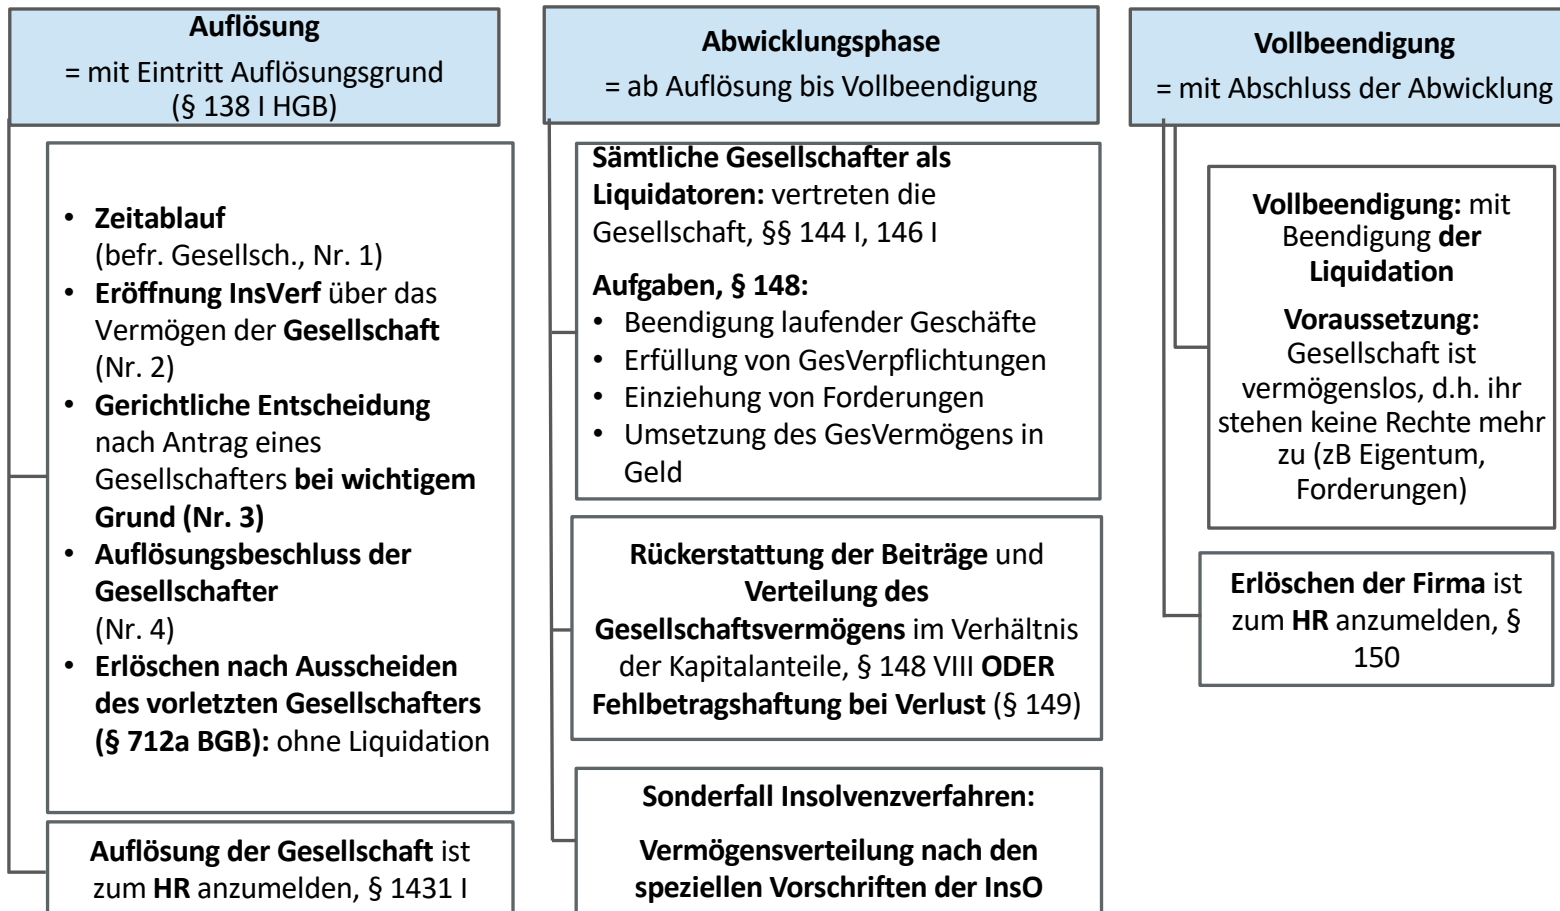 Auflösung
= mit Eintritt Auflösungsgrund
(§ 138 I HGB)
• Zeitablauf
(befr. Gesellsch., Nr. 1)
• Eröffnung InsVerf über das
Vermögen der Gesellschaft
(Nr. 2)
• Gerichtliche Entscheidung
nach Antrag eines
Gesellschafters bei wichtigem
Grund (Nr. 3)
• Auflösungsbeschluss der
Gesellschafter
(Nr. 4)
• Erlöschen nach Ausscheiden
des vorletzten Gesellschafters
(§ 712a BGB): ohne Liquidation
Auflösung der Gesellschaft ist
zum HR anzumelden, § 1431 I
Abwicklungsphase
= ab Auflösung bis Vollbeendigung
Sämtliche Gesellschafter als
Liquidatoren: vertreten die
Gesellschaft, §§ 144 I, 146 I
Aufgaben, § 148:
• Beendigung laufender Geschäfte
• Erfüllung von GesVerpflichtungen
• Einziehung von Forderungen
• Umsetzung des GesVermögens in
Geld
Rückerstattung der Beiträge und
Verteilung des
Gesellschaftsvermögens im Verhältnis
der Kapitalanteile, § 148 VIII ODER
Fehlbetragshaftung bei Verlust (§ 149)
Sonderfall Insolvenzverfahren:
Vermögensverteilung nach den
speziellen Vorschriften der InsO
Vollbeendigung
= mit Abschluss der Abwicklung
Vollbeendigung: mit
Beendigung der
Liquidation
Voraussetzung:
Gesellschaft ist
vermögenslos, d.h. ihr
stehen keine Rechte mehr
zu (zB Eigentum,
Forderungen)
Erlöschen der Firma ist
zum HR anzumelden, §
150